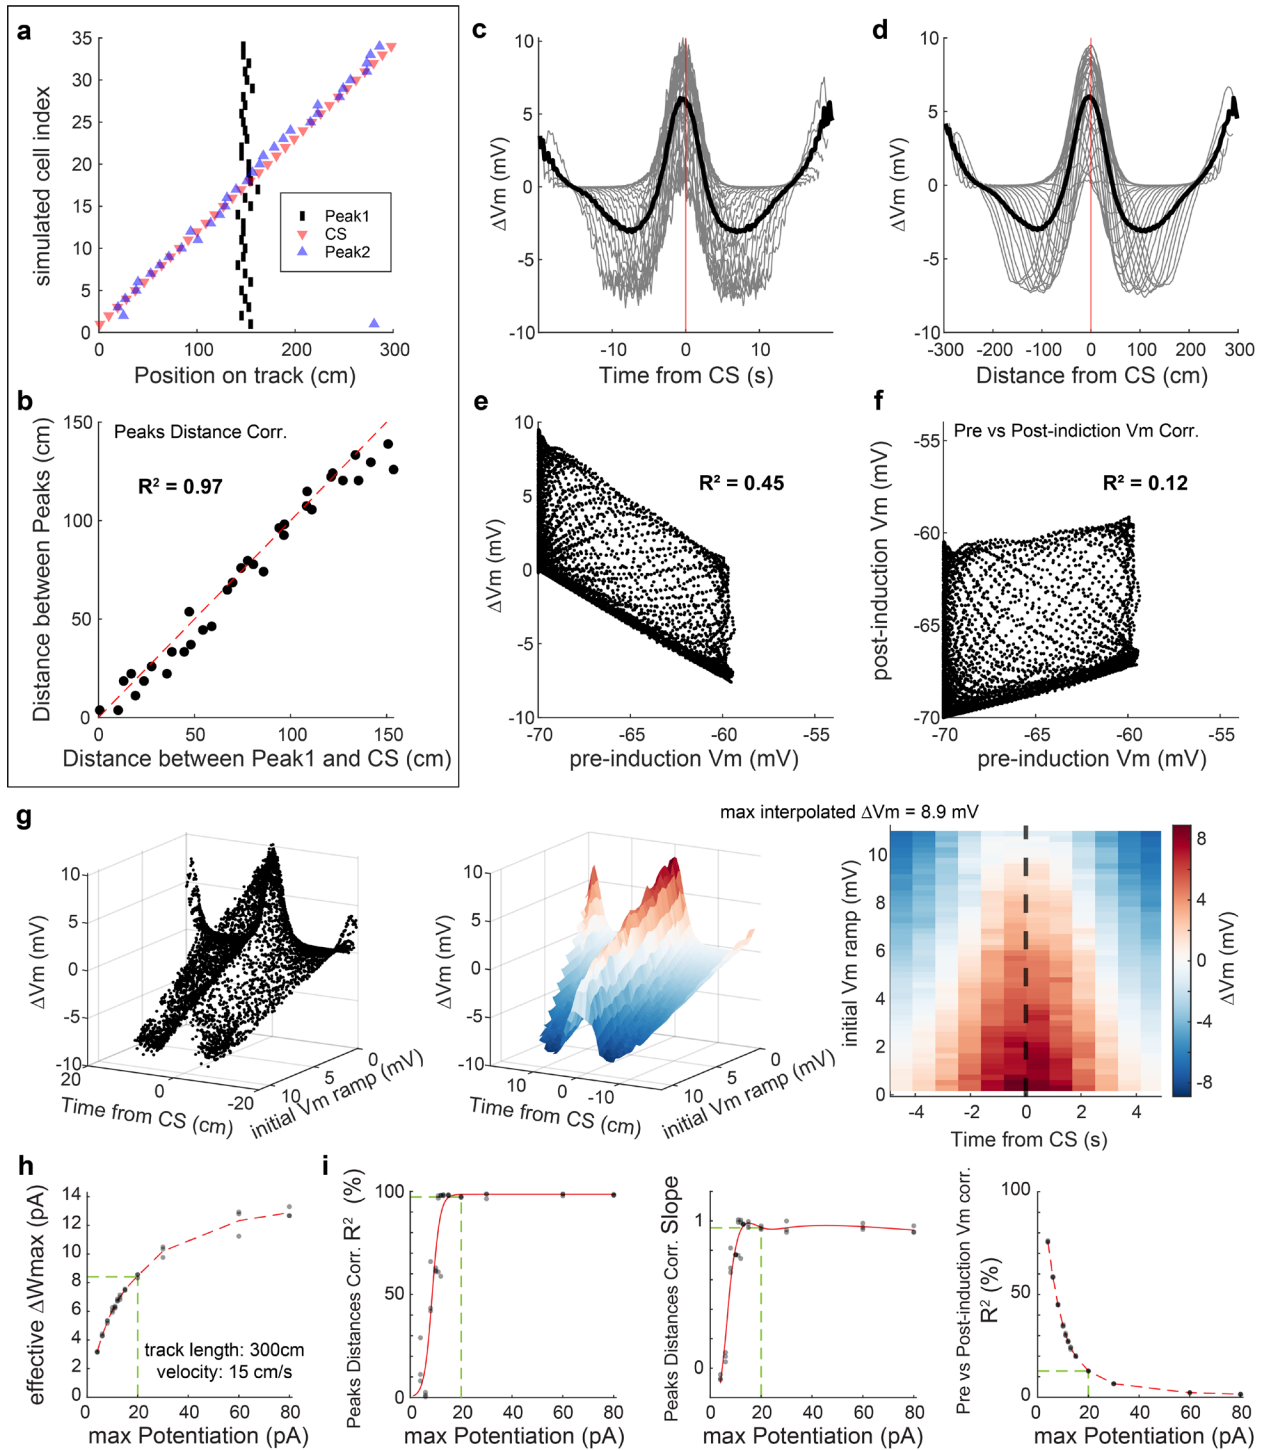 a
35
30
25
20
15
10
5
0
simulated cell index
Peak1
CS
Peak2
0
100
200
300
Position on track (cm)
b
150
100
50
0
Distance between Peaks (cm)
Peaks Distance Corr.
R² = 0.97
0
50
100
150
Distance between Peak1 and CS (cm)
c
10
5
0
-5
-10
ΔVm (mV)
-10
0
10
Time from CS (s)
d
10
5
0
-5
-10
ΔVm (mV)
-300
-200
-100
0
100
200
300
Distance from CS (cm)
e
10
5
0
-5
-10
ΔVm (mV)
R² = 0.45
-70
-65
-60
-55
pre-induction Vm (mV)
f
-55
-60
-65
-70
post-induction Vm (mV)
Pre vs Post-indiction Vm Corr.
R² = 0.12
-70
-65
-60
-55
pre-induction Vm (mV)
g
10
5
0
-5
-10
ΔVm (mV)
20
0
-20
Time from CS (cm)
10
5
0
initial Vm ramp (mV)
10
5
0
-5
-10
ΔVm (mV)
10
0
-10
Time from CS (cm)
10
5
0
initial Vm ramp (mV)
max interpolated ΔVm = 8.9 mV
10
8
6
4
2
0
initial Vm ramp (mV)
-4
-2
0
2
4
Time from CS (s)
8
4
0
-4
-8
ΔVm (mV)
h
14
12
10
8
6
4
2
0
effective ΔWmax (pA)
track length: 300cm
velocity: 15 cm/s
0
20
40
60
80
max Potentiation (pA)
i
100
50
0
Peaks Distances Corr. R² (%)
0
20
40
60
80
max Potentiation (pA)
1
0
Peaks Distances Corr. Slope
0
20
40
60
80
max Potentiation (pA)
100
50
0
Pre vs Post-induction Vm corr.
R² (%)
0
20
40
60
80
max Potentiation (pA)